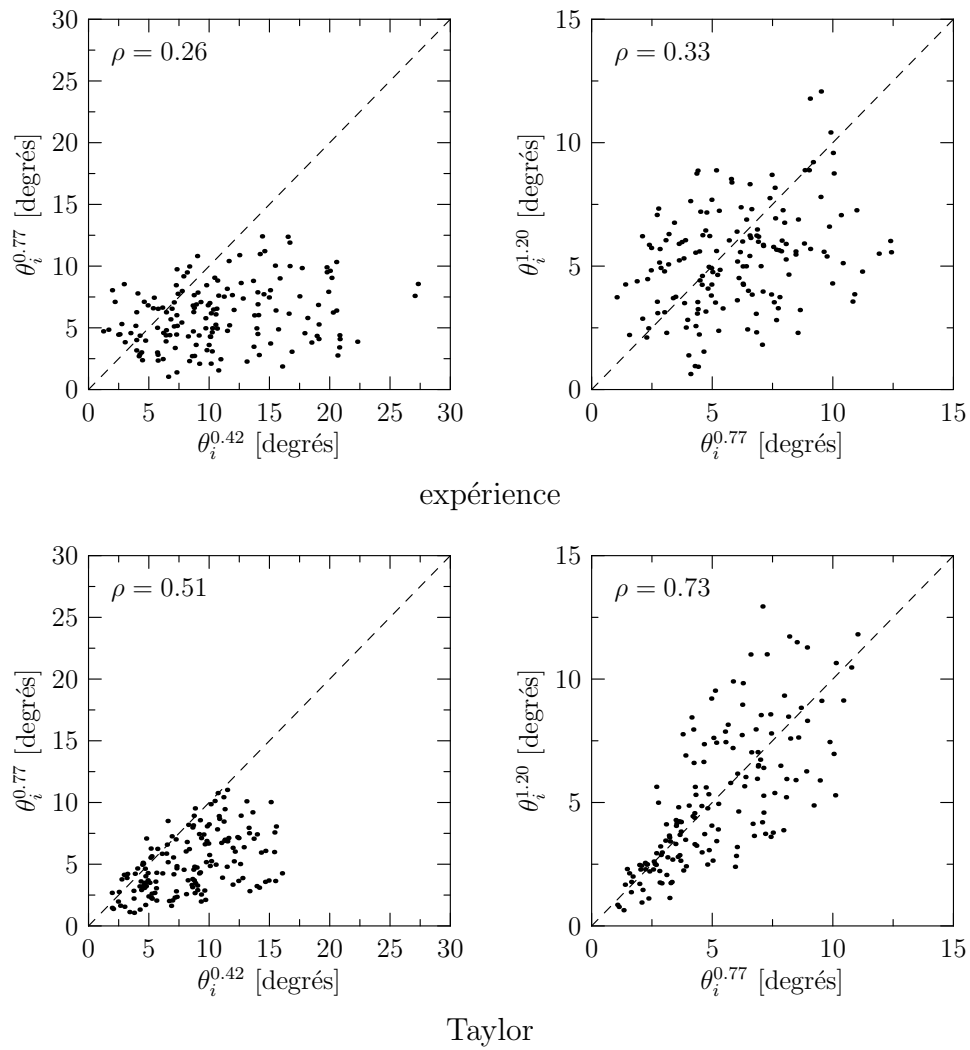 ρ = 0.26
30
25
20
15
10
5
0
θ_i^{0.77} [degrés]
0 5 10 15 20 25 30
θ_i^{0.42} [degrés]
ρ = 0.33
15
10
5
0
θ_i^{1.20} [degrés]
0 5 10 15
θ_i^{0.77} [degrés]
expérience
ρ = 0.51
30
25
20
15
10
5
0
θ_i^{0.77} [degrés]
0 5 10 15 20 25 30
θ_i^{0.42} [degrés]
ρ = 0.73
15
10
5
0
θ_i^{1.20} [degrés]
0 5 10 15
θ_i^{0.77} [degrés]
Taylor